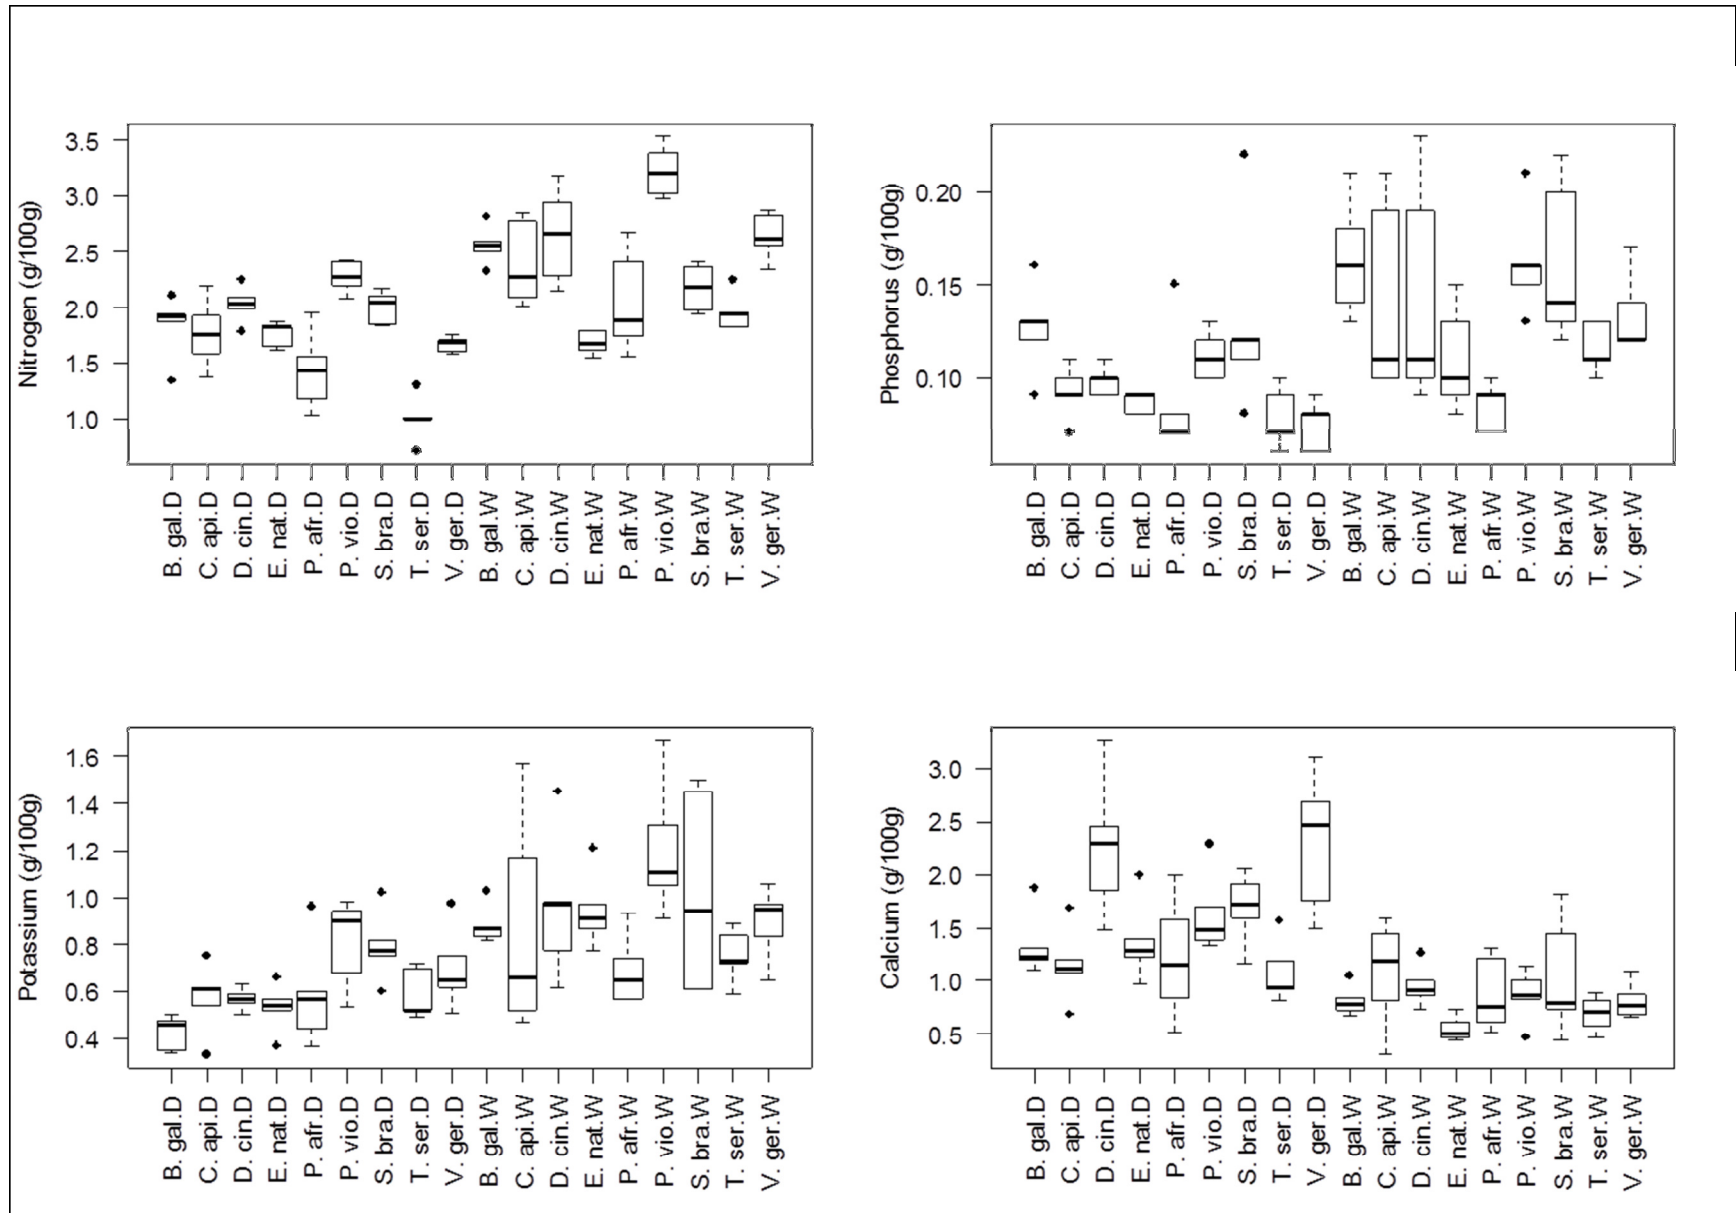 Nitrogen (g/100g)
3.5
3.0
2.5
2.0
1.5
1.0
B. gal.D
C. api.D
D. cin.D
E. nat.D
P. afr.D
P. vio.D
S. bra.D
T. ser.D
V. ger.D
B. gal.W
C. api.W
D. cin.W
E. nat.W
P. afr.W
P. vio.W
S. bra.W
T. ser.W
V. ger.W
Phosphorus (g/100g)
0.20
0.15
0.10
B. gal.D
C. api.D
D. cin.D
E. nat.D
P. afr.D
P. vio.D
S. bra.D
T. ser.D
V. ger.D
B. gal.W
C. api.W
D. cin.W
E. nat.W
P. afr.W
P. vio.W
S. bra.W
T. ser.W
V. ger.W
Potassium (g/100g)
1.6
1.4
1.2
1.0
0.8
0.6
0.4
B. gal.D
C. api.D
D. cin.D
E. nat.D
P. afr.D
P. vio.D
S. bra.D
T. ser.D
V. ger.D
B. gal.W
C. api.W
D. cin.W
E. nat.W
P. afr.W
P. vio.W
S. bra.W
T. ser.W
V. ger.W
Calcium (g/100g)
3.0
2.5
2.0
1.5
1.0
0.5
B. gal.D
C. api.D
D. cin.D
E. nat.D
P. afr.D
P. vio.D
S. bra.D
T. ser.D
V. ger.D
B. gal.W
C. api.W
D. cin.W
E. nat.W
P. afr.W
P. vio.W
S. bra.W
T. ser.W
V. ger.W